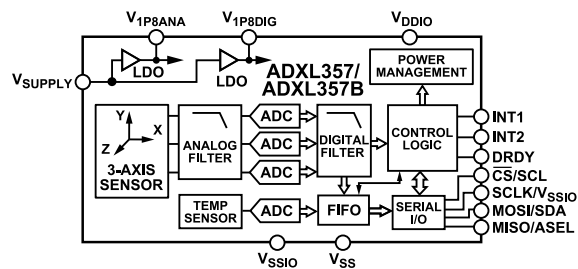 V1P8ANA
V1P8DIG
VDDIO
LDO
LDO
VSUPPLY
ADXL357/
ADXL357B
POWER
MANAGEMENT
Y
X
Z
3-AXIS
SENSOR
ANALOG
FILTER
ADC
ADC
ADC
DIGITAL
FILTER
CONTROL
LOGIC
INT1
INT2
DRDY
CS/SCL
SCLK/VSSIO
MOSI/SDA
MISO/ASEL
TEMP
SENSOR
ADC
FIFO
SERIAL
I/O
VSSIO
VSS